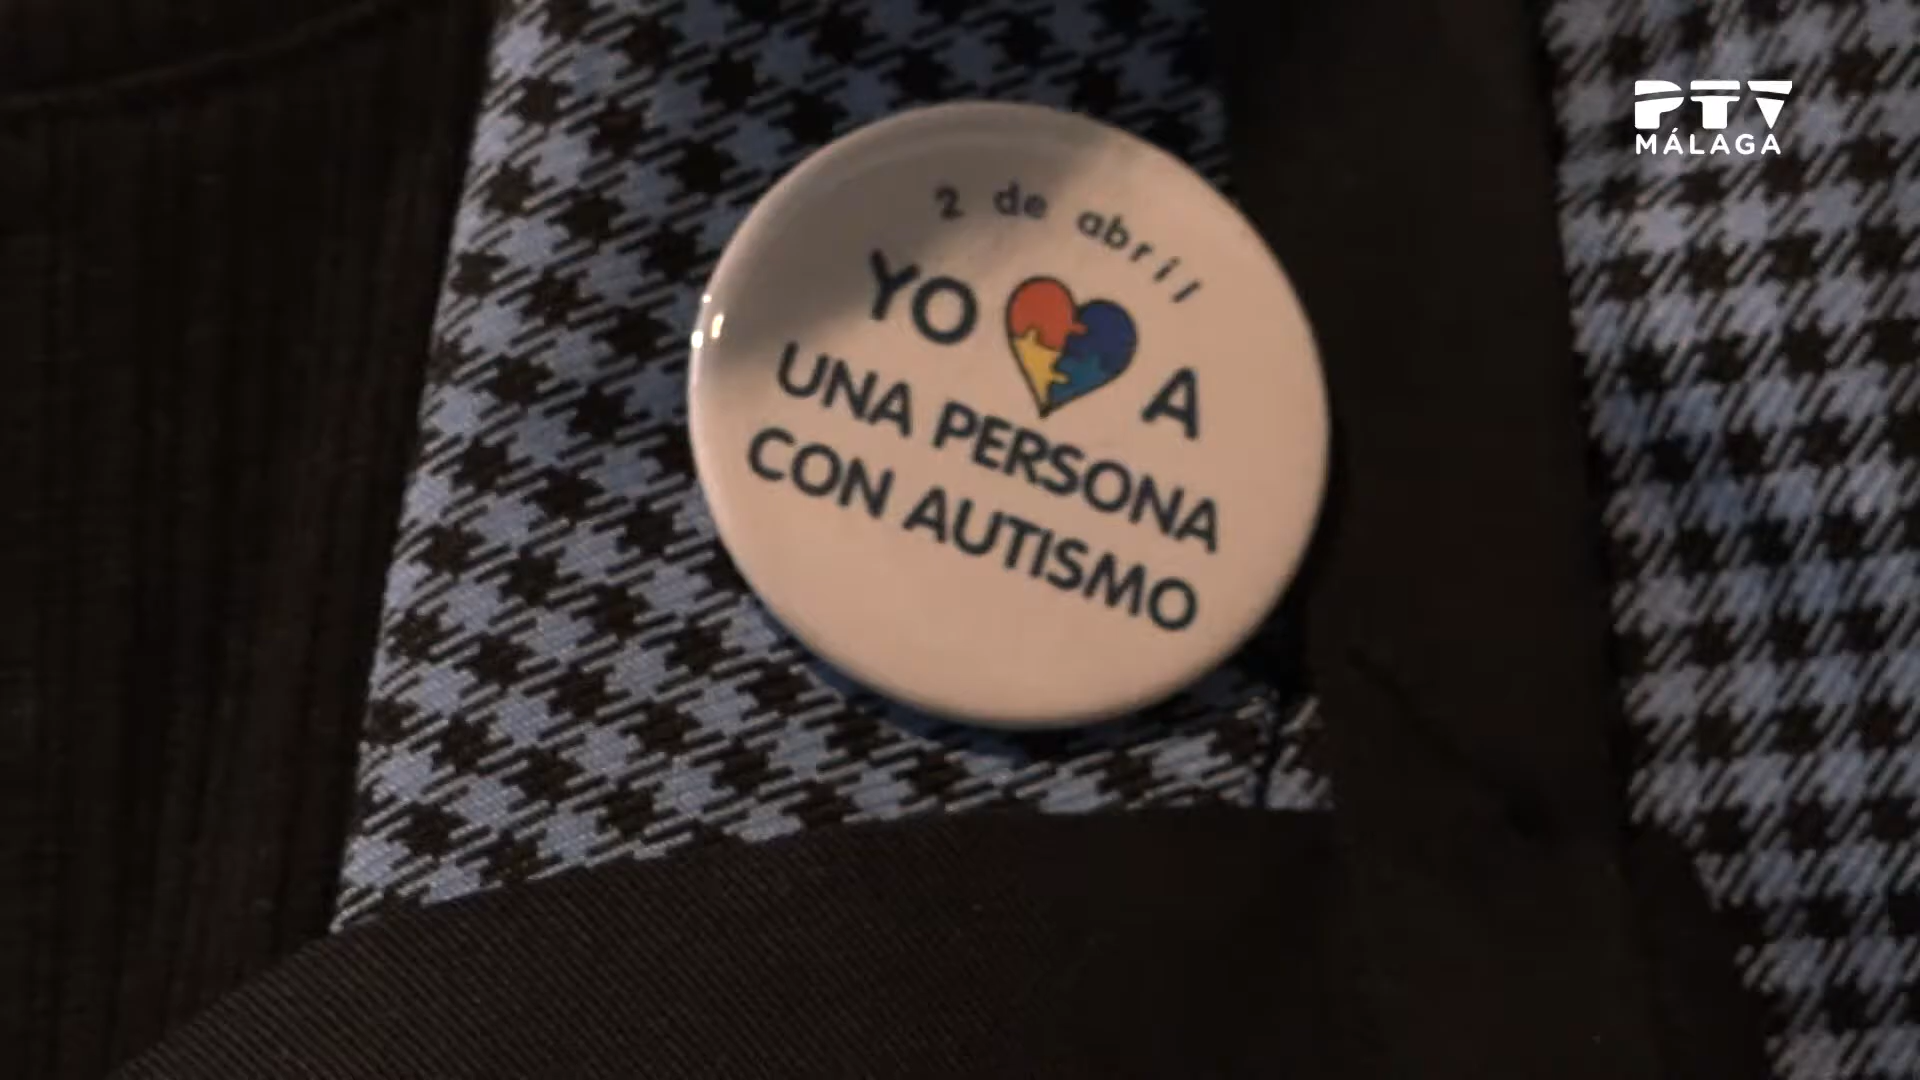 PTV
MÁLAGA
2 de abril
YO A
UNA PERSONA
CON AUTISMO